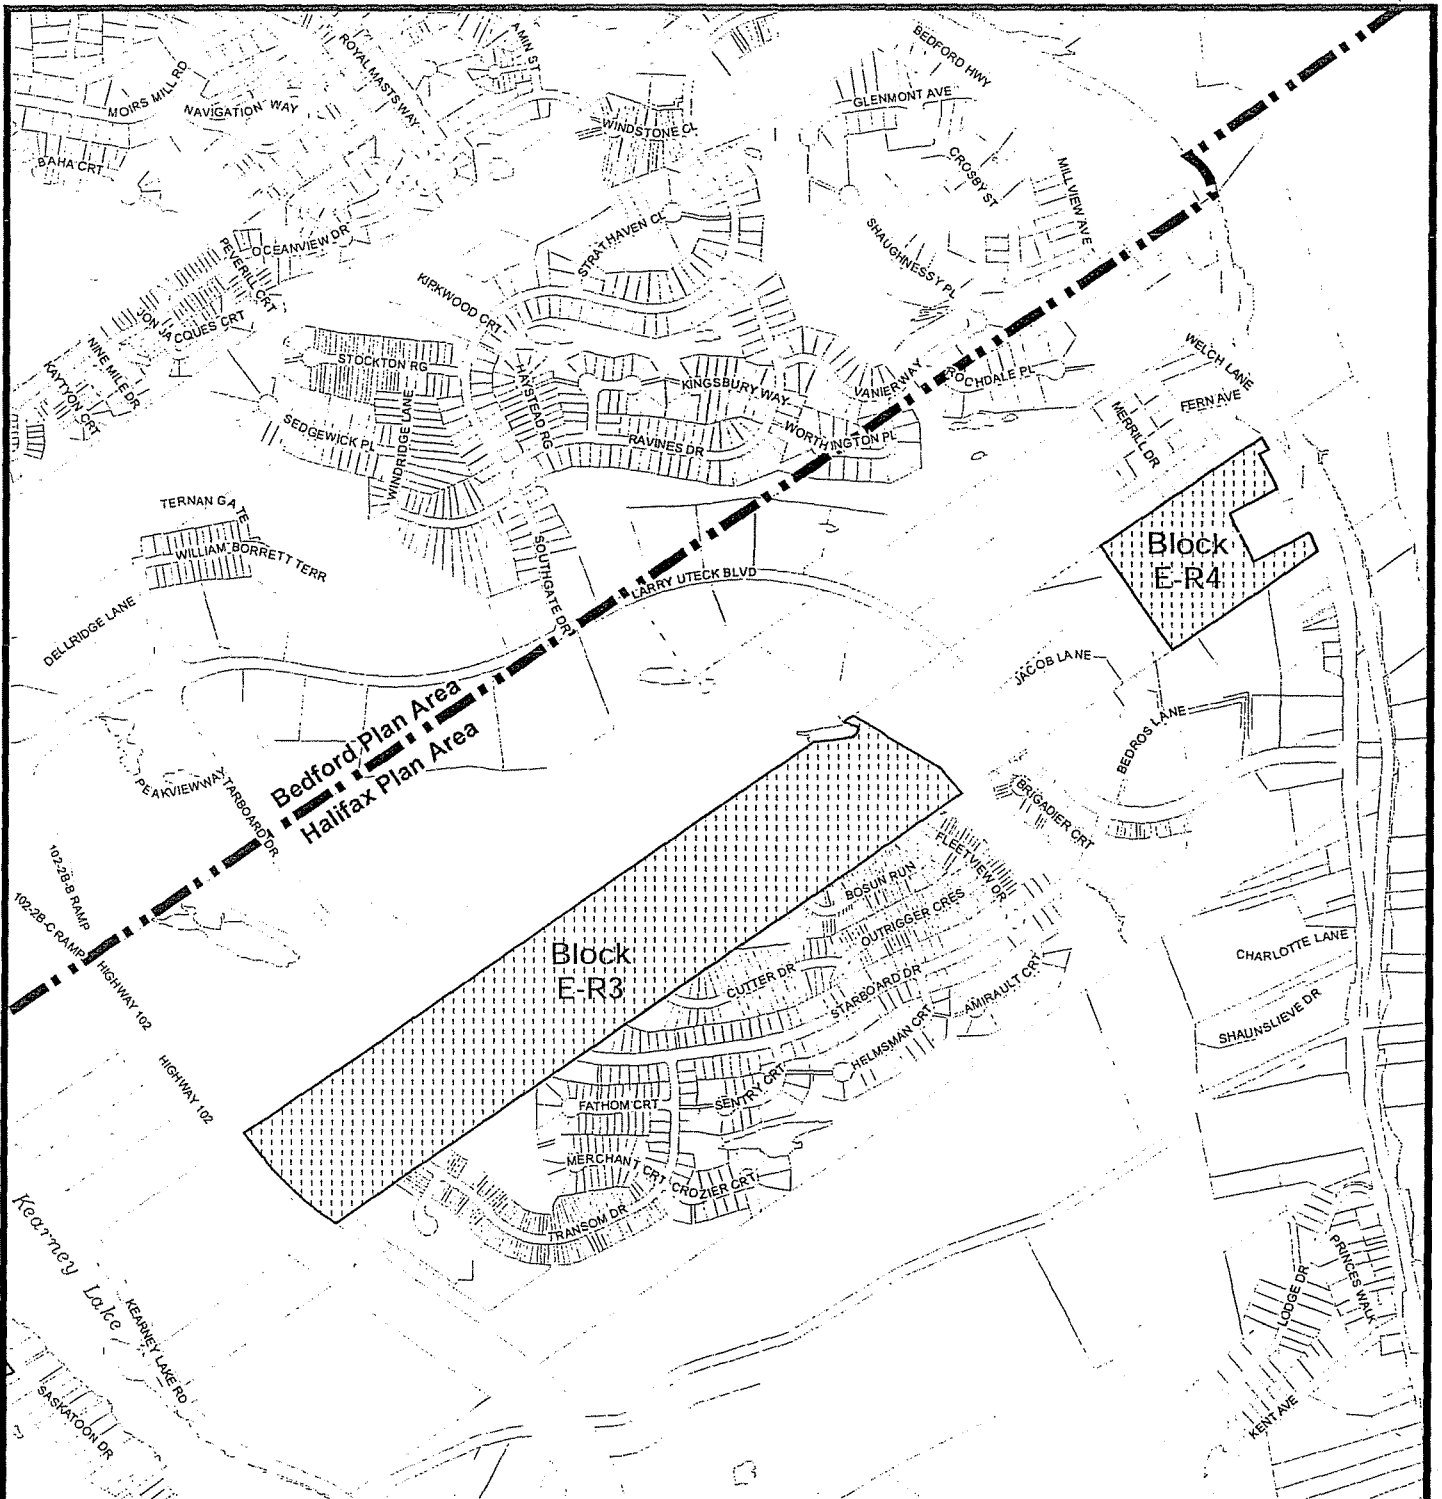 BEDFORD HWY
AMIN ST
ROYAL MASTS WAY
MOIRS MILL RD
NAVIGATION WAY
GLENMONT AVE
WINDSTONE CL
BAHA CRT
CROSBY ST
MILLVIEW AVE
STRATHAVEN CL
SHAUGHNESSY PL
OCEANVIEW DR
PEVERILL CRT
KIRKWOOD CRT
JON JACQUES CRT
NINE MILE DR
KAYTYON CRT
STOCKTON RG
HAYSTEAD RG
KINGSBURY WAY
VANIER WAY
ROCHDALE PL
WELCH LANE
FERN AVE
MERRILL DR
SEDGEWICK PL
WINDRIDGE LANE
RAVINES DR
WORTHINGTON PL
TERNAN GATE
WILLIAM BORRETT TERR
SOUTHGATE DR
LARRY UTECK BLVD
Block
E-R4
DELLRIDGE LANE
JACOB LANE
BEDROS LANE
Bedford Plan Area
Halifax Plan Area
PEAKVIEW WAY
STARBOARD DR
BRIGADIER CRT
FLEETVIEW DR
BOSUN RUN
OUTRIGGER CRES
102-2B-B RAMP
102-2B-C RAMP
HIGHWAY 102
Block
E-R3
CUTTER DR
STARBOARD DR
AMIRAULT CRT
CHARLOTTE LANE
SHAUNSLIEVE DR
HIGHWAY 102
HELMSMAN CRT
SENTRY CRT
FATHOM CRT
MERCHANT CRT
CROZIER CRT
TRANSOM DR
Kearney Lake
KEARNEY LAKE RD
SASKATOON DR
PRINCES WALK
LODGE DR
KENT AVE